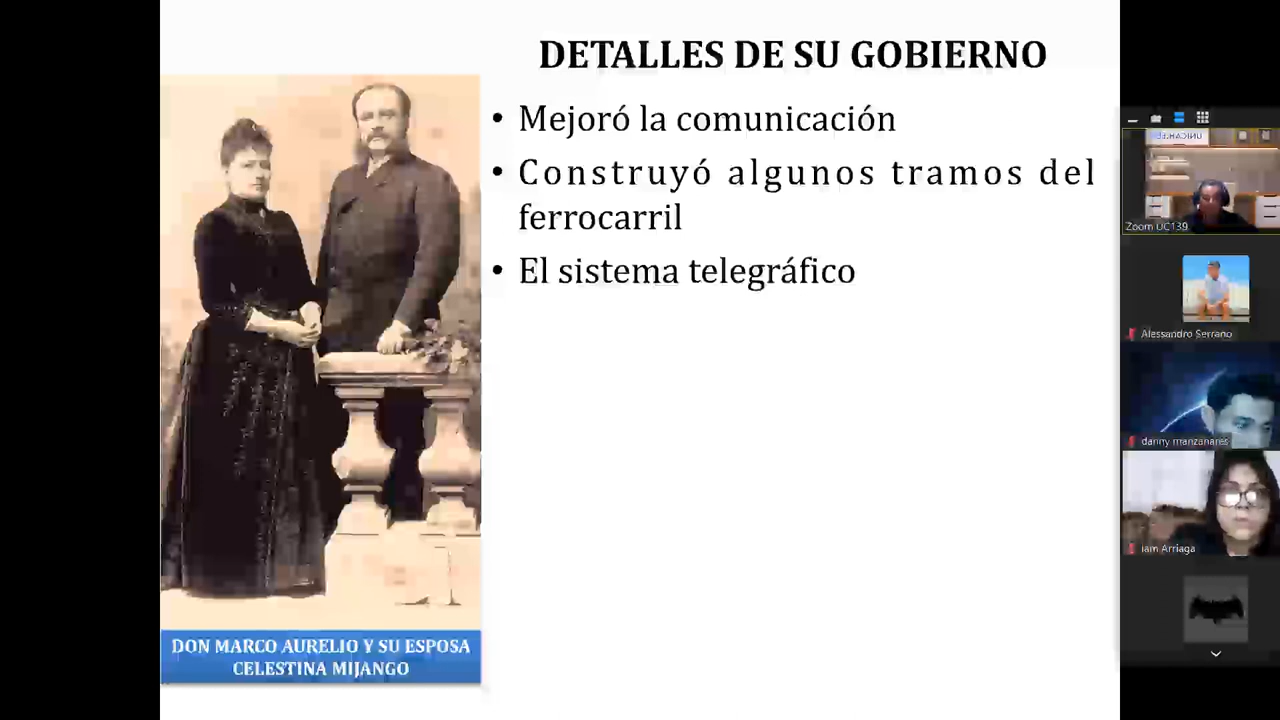 DETALLES DE SU GOBIERNO
• Mejoró la comunicación
• Construyó algunos tramos del
ferrocarril
• El sistema telegráfico
DON MARCO AURELIO Y SU ESPOSA
CELESTINA MIJANGO
Zoom UC139
Alessandro Serrano
danny manzanares
iam Arriaga